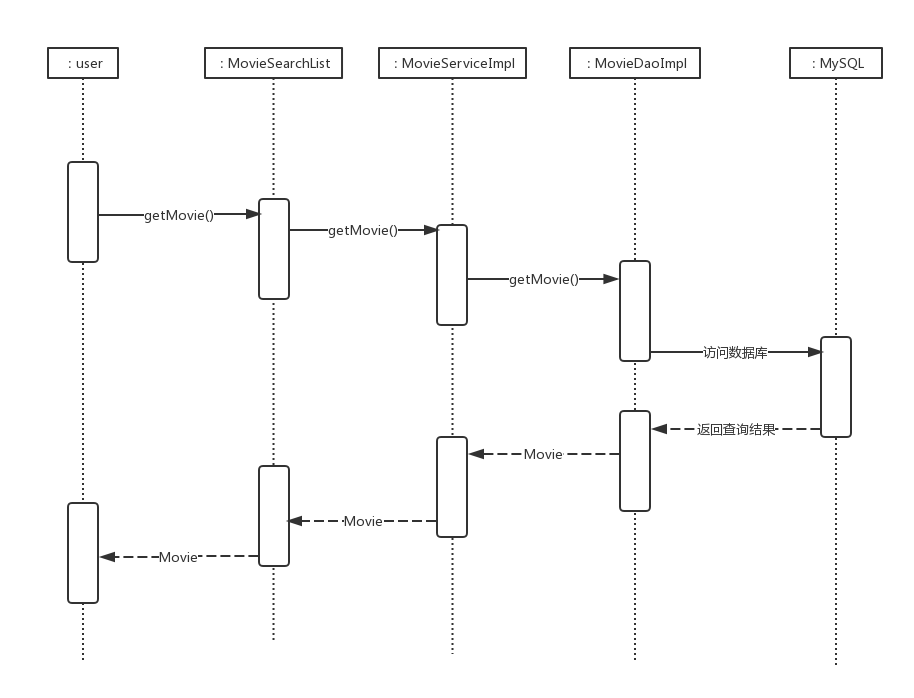 : user
: MovieSearchList
: MovieServiceImpl
: MovieDaoImpl
: MySQL
getMovie()
getMovie()
getMovie()
访问数据库
返回查询结果
Movie
Movie
Movie